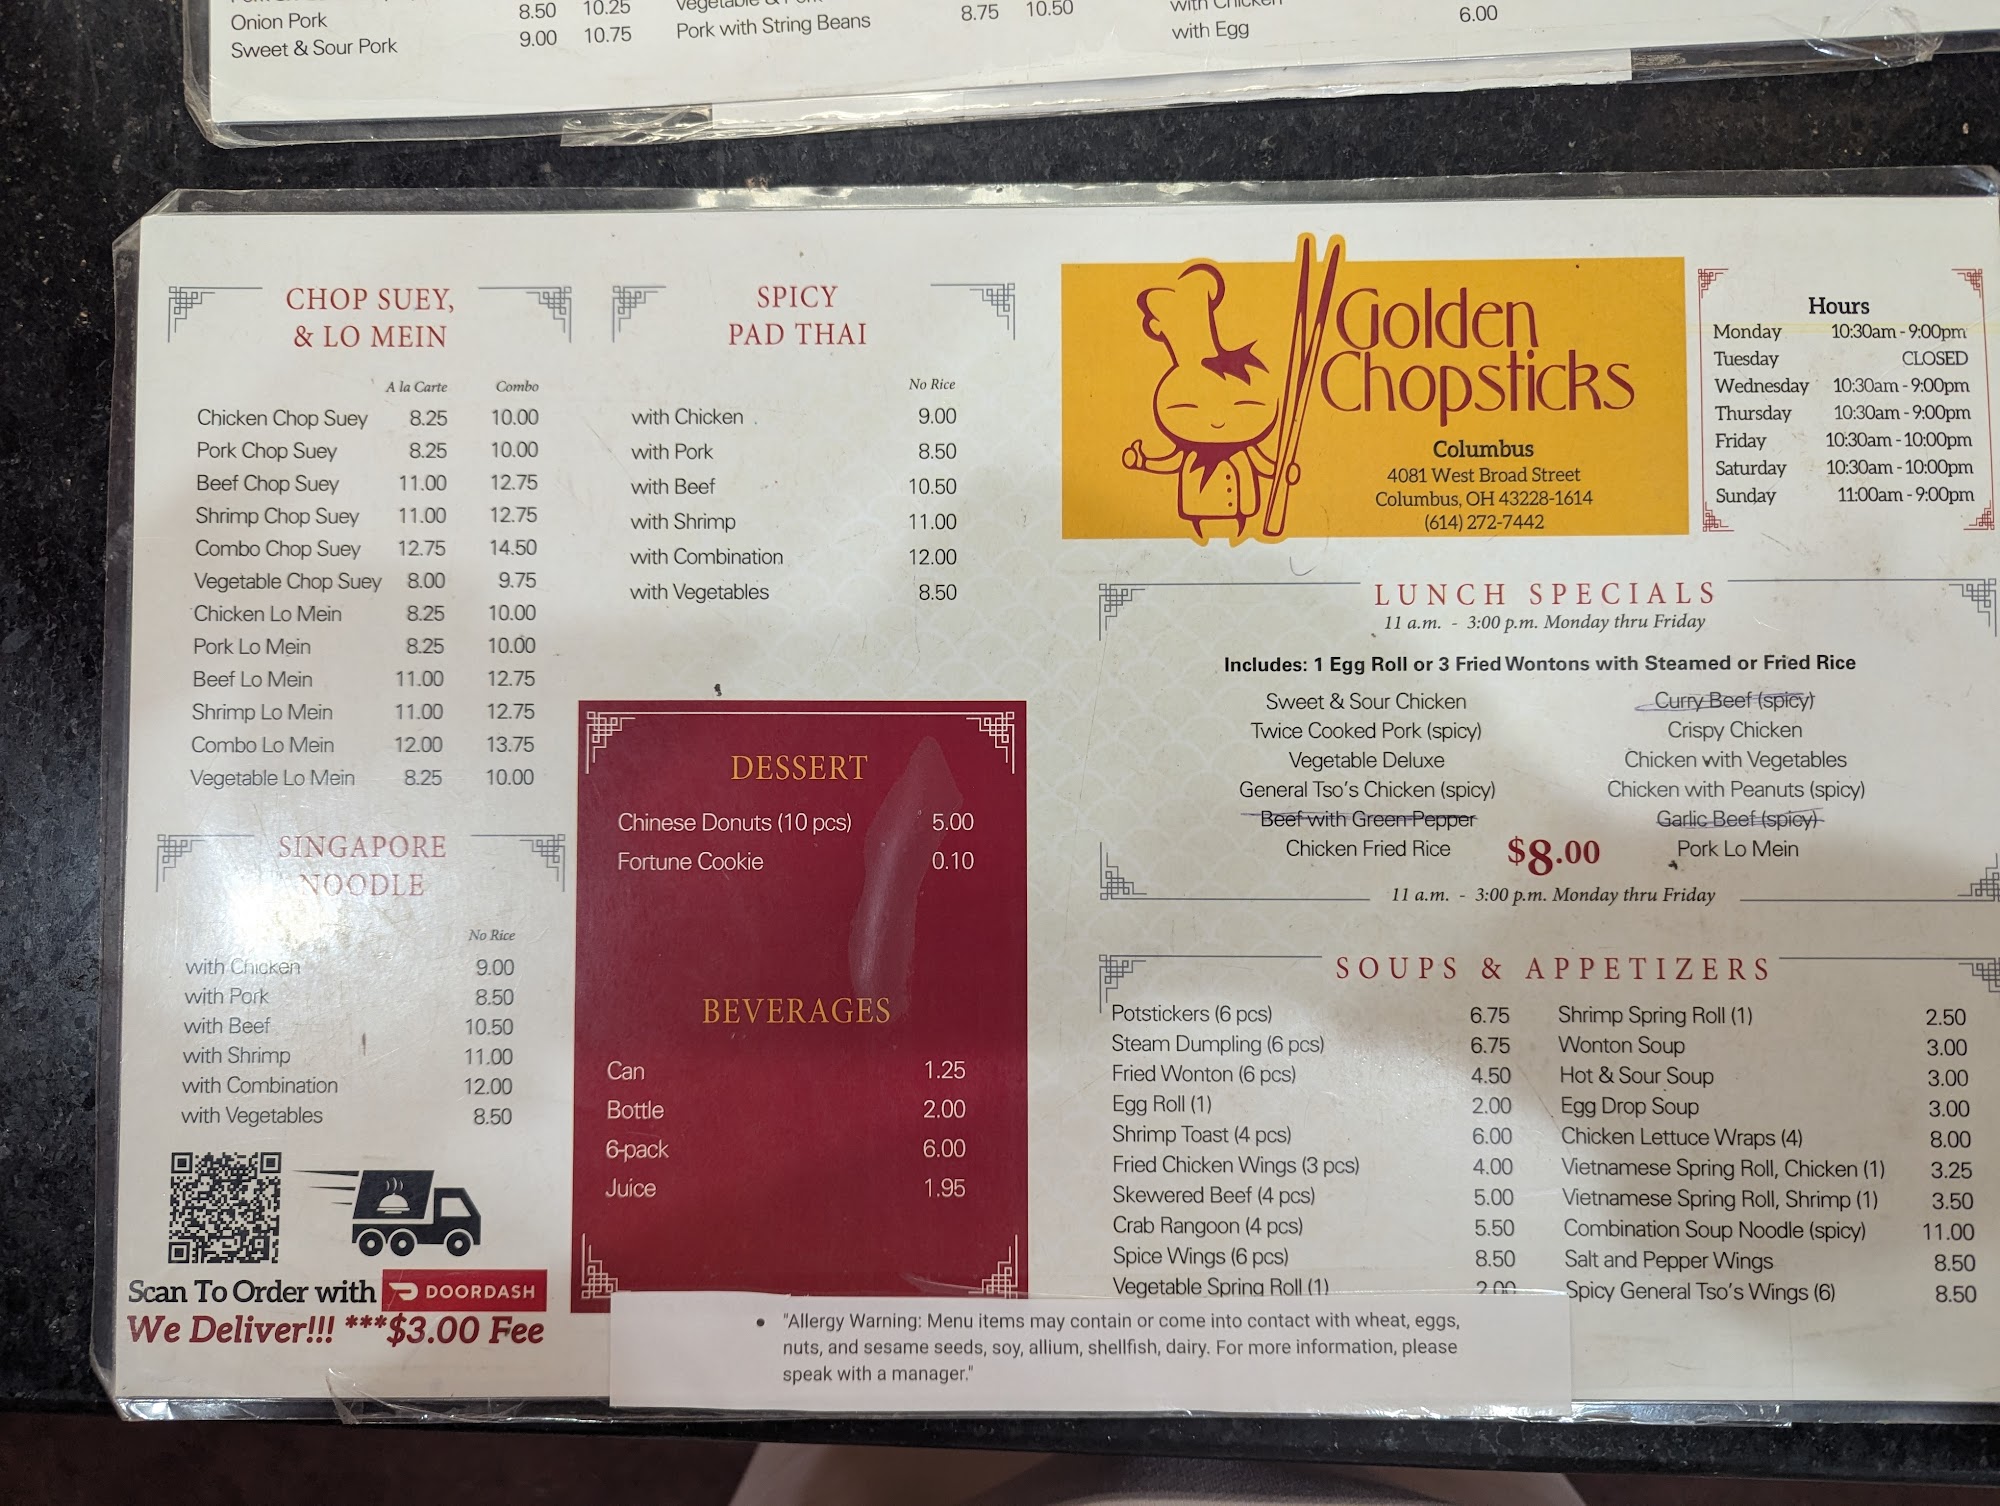 Onion Pork 8.50 10.25
Sweet & Sour Pork 9.00 10.75
Pork with String Beans 8.75 10.50
with Chicken
with Egg 6.00
CHOP SUEY,
& LO MEIN
A la Carte Combo
Chicken Chop Suey 8.25 10.00
Pork Chop Suey 8.25 10.00
Beef Chop Suey 11.00 12.75
Shrimp Chop Suey 11.00 12.75
Combo Chop Suey 12.75 14.50
Vegetable Chop Suey 8.00 9.75
Chicken Lo Mein 8.25 10.00
Pork Lo Mein 8.25 10.00
Beef Lo Mein 11.00 12.75
Shrimp Lo Mein 11.00 12.75
Combo Lo Mein 12.00 13.75
Vegetable Lo Mein 8.25 10.00
SINGAPORE
NOODLE
No Rice
with Chicken 9.00
with Pork 8.50
with Beef 10.50
with Shrimp 11.00
with Combination 12.00
with Vegetables 8.50
Scan To Order with DOORDASH
We Deliver!!! ***$3.00 Fee
SPICY
PAD THAI
No Rice
with Chicken 9.00
with Pork 8.50
with Beef 10.50
with Shrimp 11.00
with Combination 12.00
with Vegetables 8.50
DESSERT
Chinese Donuts (10 pcs) 5.00
Fortune Cookie 0.10
BEVERAGES
Can 1.25
Bottle 2.00
6-pack 6.00
Juice 1.95
Golden
Chopsticks
Columbus
4081 West Broad Street
Columbus, OH 43228-1614
(614) 272-7442
Hours
Monday 10:30am - 9:00pm
Tuesday CLOSED
Wednesday 10:30am - 9:00pm
Thursday 10:30am - 9:00pm
Friday 10:30am - 10:00pm
Saturday 10:30am - 10:00pm
Sunday 11:00am - 9:00pm
LUNCH SPECIALS
11 a.m. - 3:00 p.m. Monday thru Friday
Includes: 1 Egg Roll or 3 Fried Wontons with Steamed or Fried Rice
Sweet & Sour Chicken
Twice Cooked Pork (spicy)
Vegetable Deluxe
General Tso's Chicken (spicy)
Beef with Green Pepper
Chicken Fried Rice
Curry Beef (spicy)
Crispy Chicken
Chicken with Vegetables
Chicken with Peanuts (spicy)
Garlic Beef (spicy)
Pork Lo Mein
$8.00
11 a.m. - 3:00 p.m. Monday thru Friday
SOUPS & APPETIZERS
Potstickers (6 pcs) 6.75
Steam Dumpling (6 pcs) 6.75
Fried Wonton (6 pcs) 4.50
Egg Roll (1) 2.00
Shrimp Toast (4 pcs) 6.00
Fried Chicken Wings (3 pcs) 4.00
Skewered Beef (4 pcs) 5.00
Crab Rangoon (4 pcs) 5.50
Spice Wings (6 pcs) 8.50
Vegetable Spring Roll (1) 2.00
Shrimp Spring Roll (1) 2.50
Wonton Soup 3.00
Hot & Sour Soup 3.00
Egg Drop Soup 3.00
Chicken Lettuce Wraps (4) 8.00
Vietnamese Spring Roll, Chicken (1) 3.25
Vietnamese Spring Roll, Shrimp (1) 3.50
Combination Soup Noodle (spicy) 11.00
Salt and Pepper Wings 8.50
Spicy General Tso's Wings (6) 8.50
• "Allergy Warning: Menu items may contain or come into contact with wheat, eggs,
nuts, and sesame seeds, soy, allium, shellfish, dairy. For more information, please
speak with a manager."